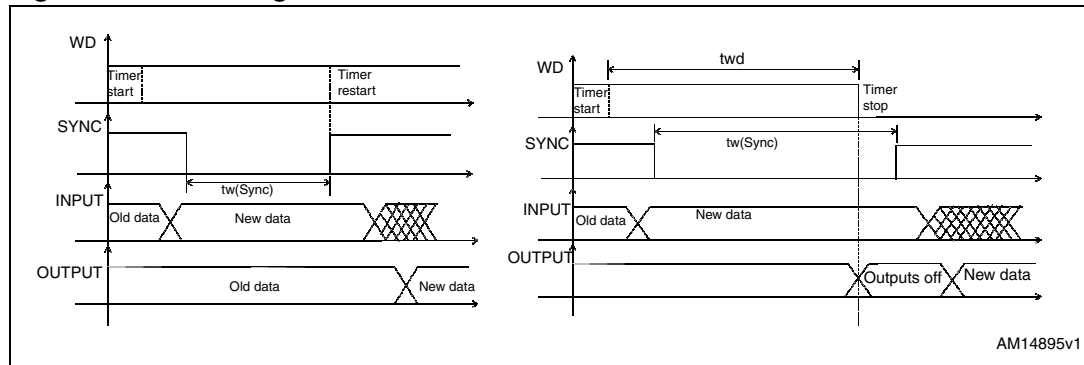 WD
Timer
start
Timer
restart
SYNC
tw(Sync)
INPUT
Old data
New data
OUTPUT
Old data
New data
twd
WD
Timer
start
Timer
stop
SYNC
tw(Sync)
INPUT
Old data
New data
OUTPUT
Outputs off
New data
AM14895v1